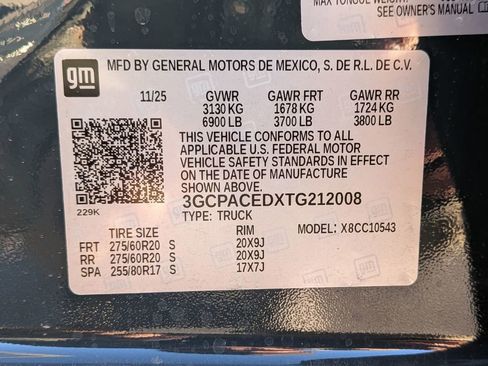 MAX TONGUE WEIGHT
SEE OWNER'S MANUAL
gm
MFD BY GENERAL MOTORS DE MEXICO, S. DE R.L. DE C.V.
11/25 GVWR GAWR FRT GAWR RR
3130 KG 1678 KG 1724 KG
6900 LB 3700 LB 3800 LB
THIS VEHICLE CONFORMS TO ALL
APPLICABLE U.S. FEDERAL MOTOR
VEHICLE SAFETY STANDARDS IN EFFECT
ON THE DATE OF MANUFACTURE
SHOWN ABOVE.
229K
3GCPACEDXTG212008
TYPE: TRUCK MODEL: X8CC10543
TIRE SIZE RIM
FRT 275/60R20 S 20X9J
RR 275/60R20 S 20X9J
SPA 255/80R17 S 17X7J